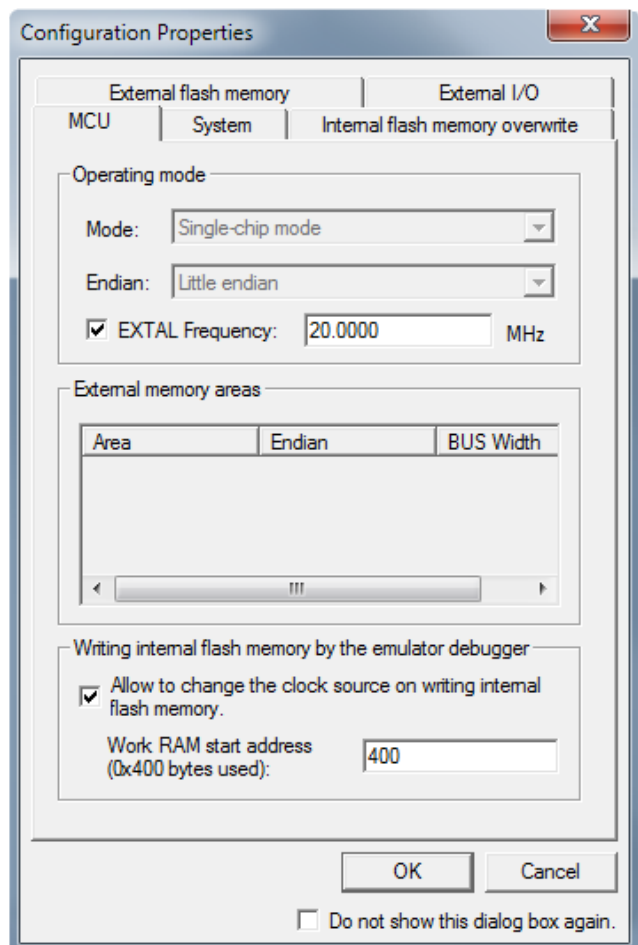 Configuration Properties
External flash memory External I/O
MCU System Internal flash memory overwrite
Operating mode
Mode: Single-chip mode
Endian: Little endian
EXTAL Frequency: 20.0000 MHz
External memory areas
Area Endian BUS Width
Writing internal flash memory by the emulator debugger
Allow to change the clock source on writing internal
flash memory.
Work RAM start address
(0x400 bytes used): 400
OK Cancel
Do not show this dialog box again.